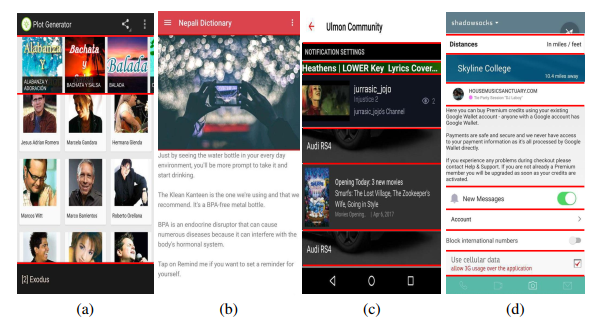 Plot Generator
Alabanza
Y
ALABANZA Y
ADORACIÓN
Bachata
y
BACHATA Y SALSA
Balada
BALADA
Jesus Adrian Romero
Marcela Gandara
Hermana Glenda
Marcos Witt
Marco Barrientos
Roberto Orellana
[2] Exodus
(a)
Nepali Dictionary
Just by seeing the water bottle in your every day
environment, you'll be more prompt to take it and
start drinking.
The Klean Kanteen is the one we're using and that we
recommend. It's a BPA-free metal bottle.
BPA is an endocrine disruptor that can cause
numerous diseases because it can interfere with the
body's hormonal system.
Tap on Remind me if you want to set a reminder for
yourself.
(b)
Ulmon Community
NOTIFICATION SETTINGS
Heathens | LOWER Key Lyrics Cover...
jurrasic_jojo
Injustice 2
jurrasic_jojo's Channel
2
Audi RS4
Opening Today: 3 new movies
Smurfs: The Lost Village, The Zookeeper's
Wife, Going in Style
Movies Opening, | Apr 6, 2017
Audi RS4
(c)
shadowsocks
Distances
In miles / feet
Skyline College
10.4 miles away
HOUSEMUSICSANCTUARY.COM
Here you can buy Premium credits using your existing
Google Wallet account - anyone with a Google account has
Google Wallet.
Payments are safe and secure and we never have access
to your payment information as it's all processed by Google
Wallet directly.
If you experience any problems during checkout please
contact Help & Support. If you are not already a Premium
member you will be upgraded as soon as your credits are
activated.
New Messages
Account
Block international numbers
Use cellular data
allow 3G usage over the application
(d)